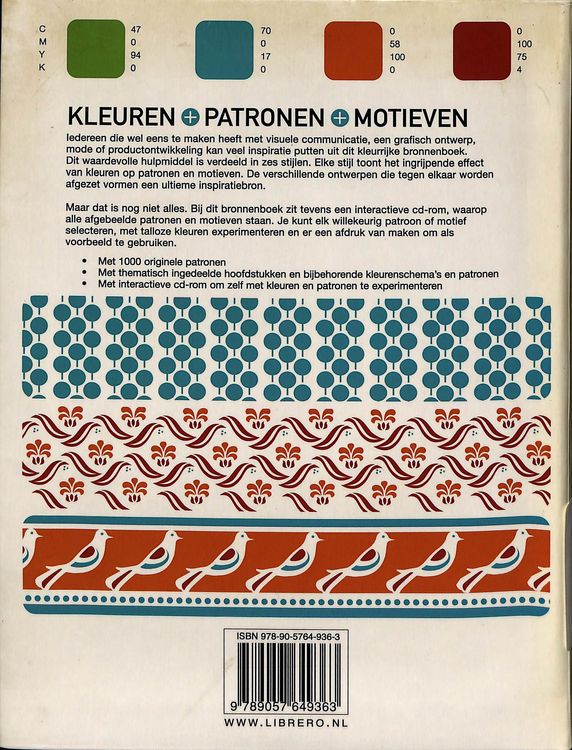 C 47 70 0 0
M 0 0 58 100
Y 94 17 100 75
K 0 0 0 4
KLEUREN + PATRONEN + MOTIEVEN
Iedereen die wel eens te maken heeft met visuele communicatie, een grafisch ontwerp,
mode of productontwikkeling kan veel inspiratie putten uit dit kleurrijke bronnenboek.
Dit waardevolle hulpmiddel is verdeeld in zes stijlen. Elke stijl toont het ingrijpende effect
van kleuren op patronen en motieven. De verschillende ontwerpen die tegen elkaar worden
afgezet vormen een ultieme inspiratiebron.
Maar dat is nog niet alles. Bij dit bronnenboek zit tevens een interactieve cd-rom, waarop
alle afgebeelde patronen en motieven staan. Je kunt elk willekeurig patroon of motief
selecteren, met talloze kleuren experimenteren en er een afdruk van maken om als
voorbeeld te gebruiken.
• Met 1000 originele patronen
• Met thematisch ingedeelde hoofdstukken en bijbehorende kleurenschema's en patronen
• Met interactieve cd-rom om zelf met kleuren en patronen te experimenteren
ISBN 978-90-5764-936-3
9 789057 649363
WWW.LIBRERO.NL